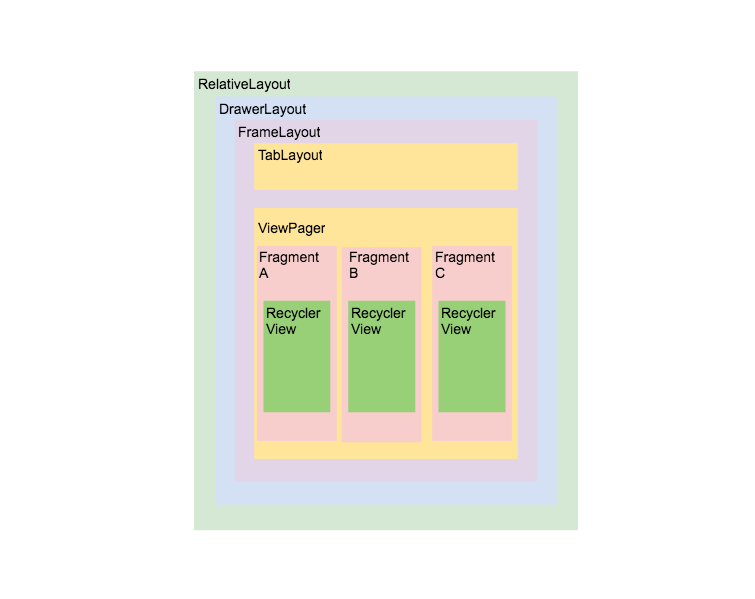 RelativeLayout
DrawerLayout
FrameLayout
TabLayout
ViewPager
Fragment
A
Recycler
View
Fragment
B
Recycler
View
Fragment
C
Recycler
View